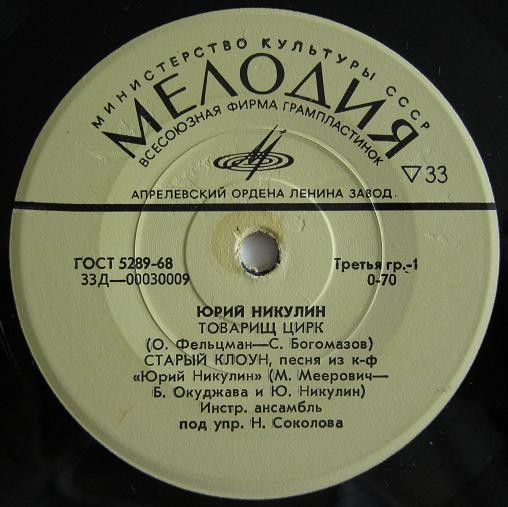 МИНИСТЕРСТВО КУЛЬТУРЫ СССР
МЕЛОДИЯ
ВСЕСОЮЗНАЯ ФИРМА ГРАМПЛАСТИНОК
▽33
АПРЕЛЕВСКИЙ ОРДЕНА ЛЕНИНА ЗАВОД.
ГОСТ 5289-68
33Д—00030009
Третья гр.-1
0-70
ЮРИЙ НИКУЛИН
ТОВАРИЩ ЦИРК
(О. Фельцман—С. Богомазов)
СТАРЫЙ КЛОУН, песня из к-ф
«Юрий Никулин» (М. Меерович—
Б. Окуджава и Ю. Никулин)
Инстр. ансамбль
под упр. Н. Соколова